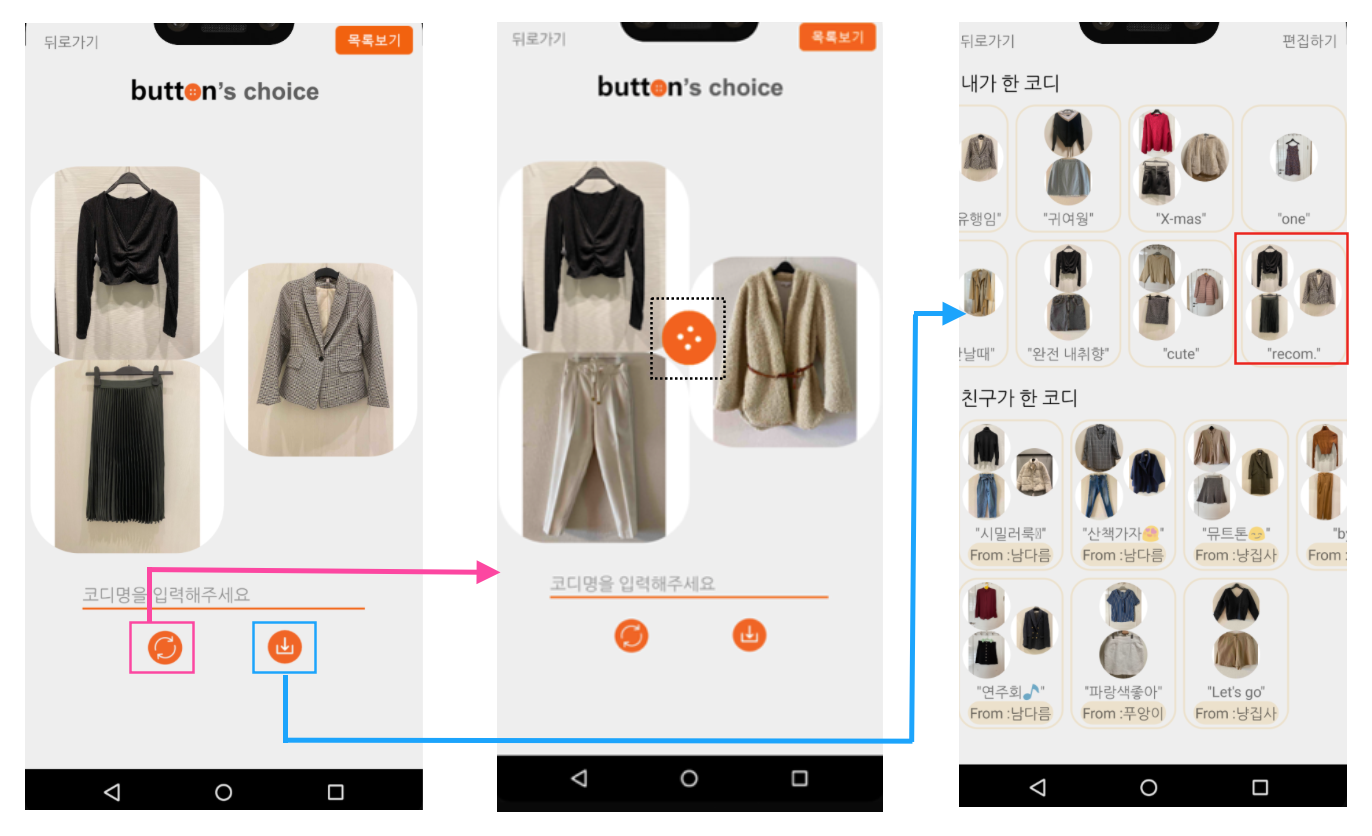 뒤로가기
목록보기
button's choice
코디명을 입력해주세요
뒤로가기
목록보기
button's choice
코디명을 입력해주세요
뒤로가기
편집하기
내가 한 코디
유행임"
"귀여웡"
"X-mas"
"one"
날때"
"완전 내취향"
"cute"
"recom."
친구가 한 코디
"시밀러룩
"산책가자🥰"
"뮤트톤😏"
"b
From :남다름
From :남다름
From :냥집사
From :
"연주회🎵"
"파랑색좋아"
"Let's go"
From :남다름
From :푸앙이
From :냥집사